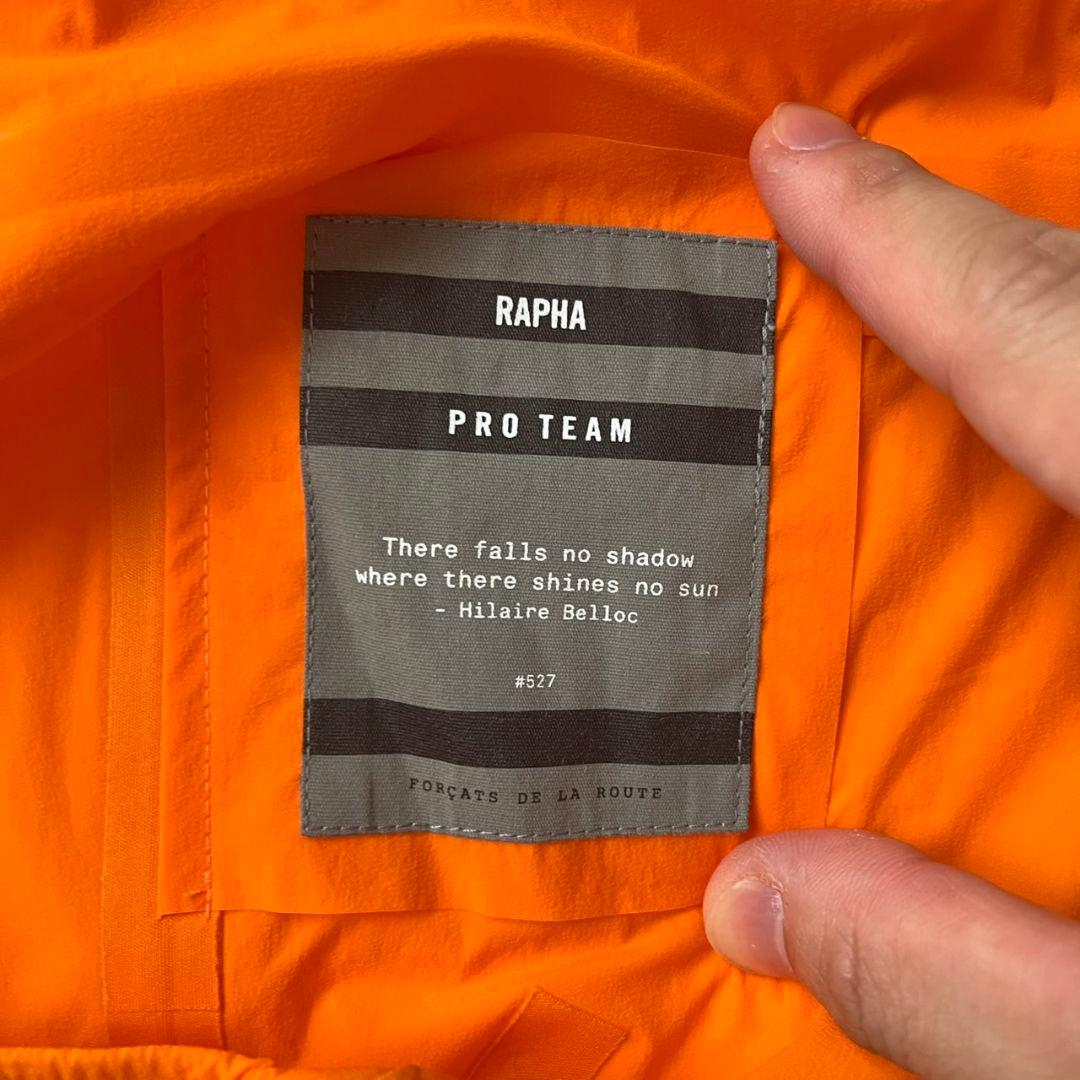 RAPHA
PRO TEAM
There falls no shadow
where there shines no sun
- Hilaire Belloc
#527
FORÇATS DE LA ROUTE